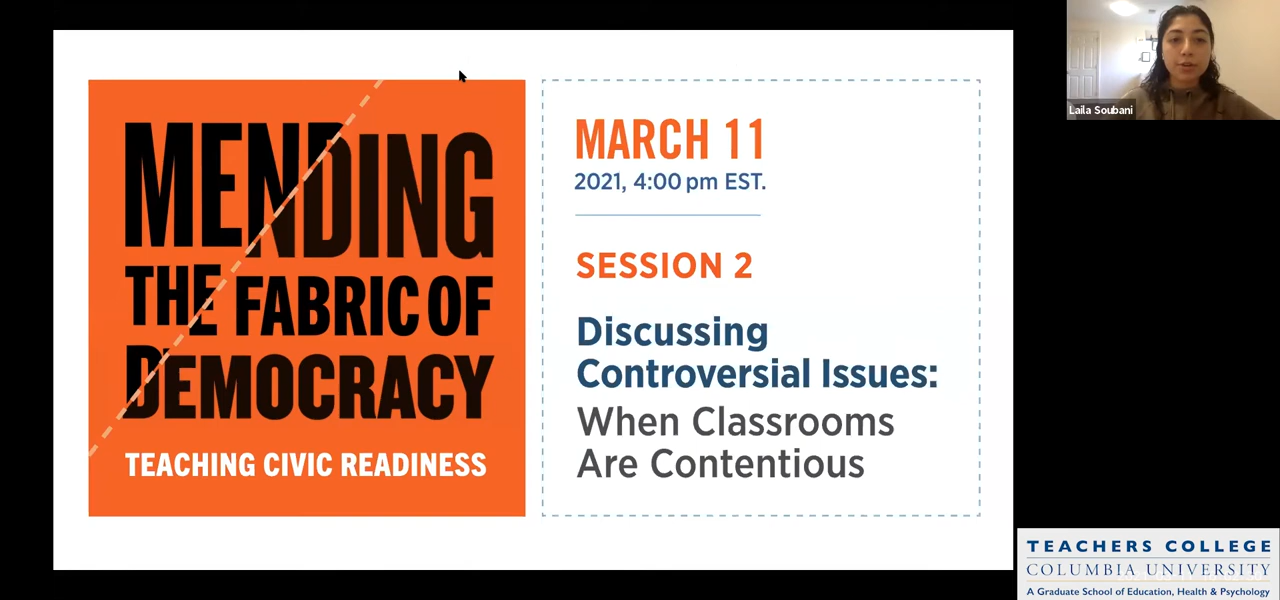 MENDING
THE FABRIC OF
DEMOCRACY
TEACHING CIVIC READINESS
MARCH 11
2021, 4:00 pm EST.
SESSION 2
Discussing
Controversial Issues:
When Classrooms
Are Contentious
Laila Soubani
TEACHERS COLLEGE
COLUMBIA UNIVERSITY
A Graduate School of Education, Health & Psychology